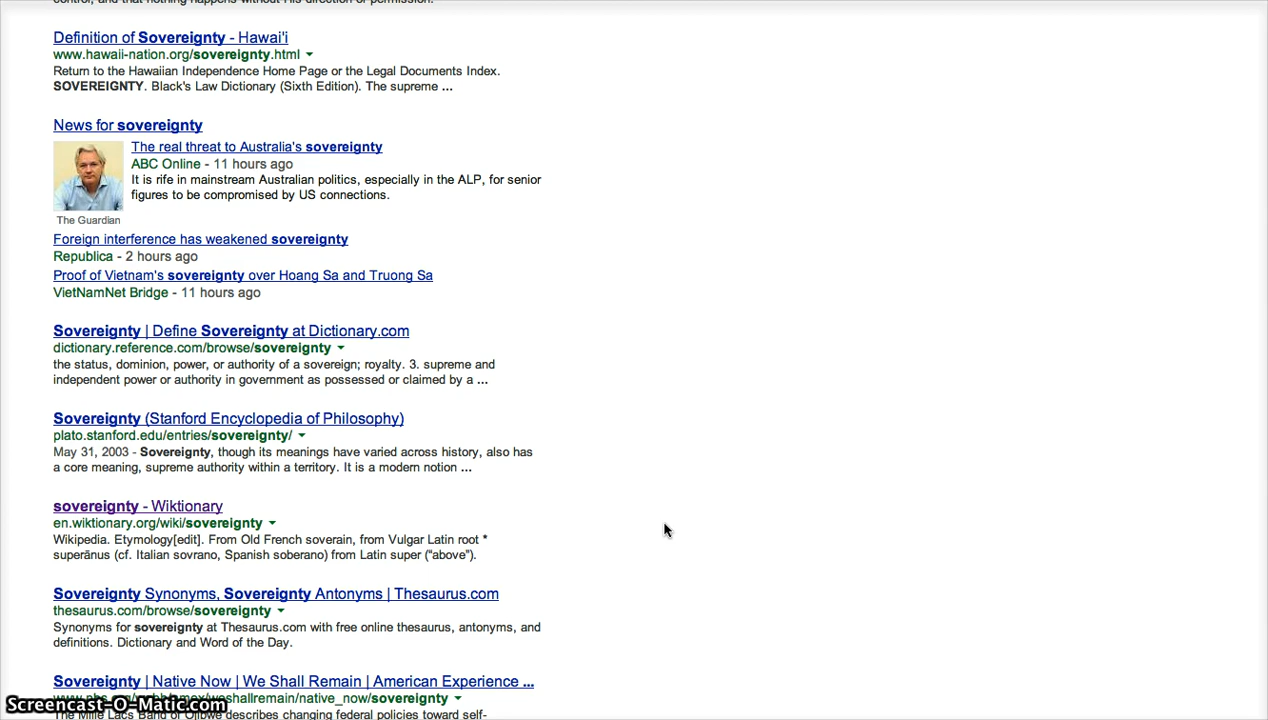 control, and that nothing happens without His direction or permission.
Definition of Sovereignty - Hawai'i
www.hawaii-nation.org/sovereignty.html
Return to the Hawaiian Independence Home Page or the Legal Documents Index.
SOVEREIGNTY. Black's Law Dictionary (Sixth Edition). The supreme ...
News for sovereignty
The real threat to Australia's sovereignty
ABC Online - 11 hours ago
It is rife in mainstream Australian politics, especially in the ALP, for senior
figures to be compromised by US connections.
The Guardian
Foreign interference has weakened sovereignty
Republica - 2 hours ago
Proof of Vietnam's sovereignty over Hoang Sa and Truong Sa
VietNamNet Bridge - 11 hours ago
Sovereignty | Define Sovereignty at Dictionary.com
dictionary.reference.com/browse/sovereignty
the status, dominion, power, or authority of a sovereign; royalty. 3. supreme and
independent power or authority in government as possessed or claimed by a ...
Sovereignty (Stanford Encyclopedia of Philosophy)
plato.stanford.edu/entries/sovereignty/
May 31, 2003 - Sovereignty, though its meanings have varied across history, also has
a core meaning, supreme authority within a territory. It is a modern notion ...
sovereignty - Wiktionary
en.wiktionary.org/wiki/sovereignty
Wikipedia. Etymology[edit]. From Old French soverain, from Vulgar Latin root *
superānus (cf. Italian sovrano, Spanish soberano) from Latin super (“above”).
Sovereignty Synonyms, Sovereignty Antonyms | Thesaurus.com
thesaurus.com/browse/sovereignty
Synonyms for sovereignty at Thesaurus.com with free online thesaurus, antonyms, and
definitions. Dictionary and Word of the Day.
Sovereignty | Native Now | We Shall Remain | American Experience ...
/weshallremain/native_now/sovereignty
Screencast-O-Matic.com
The Mille Lacs Band of Ojibwe describes changing federal policies toward self-